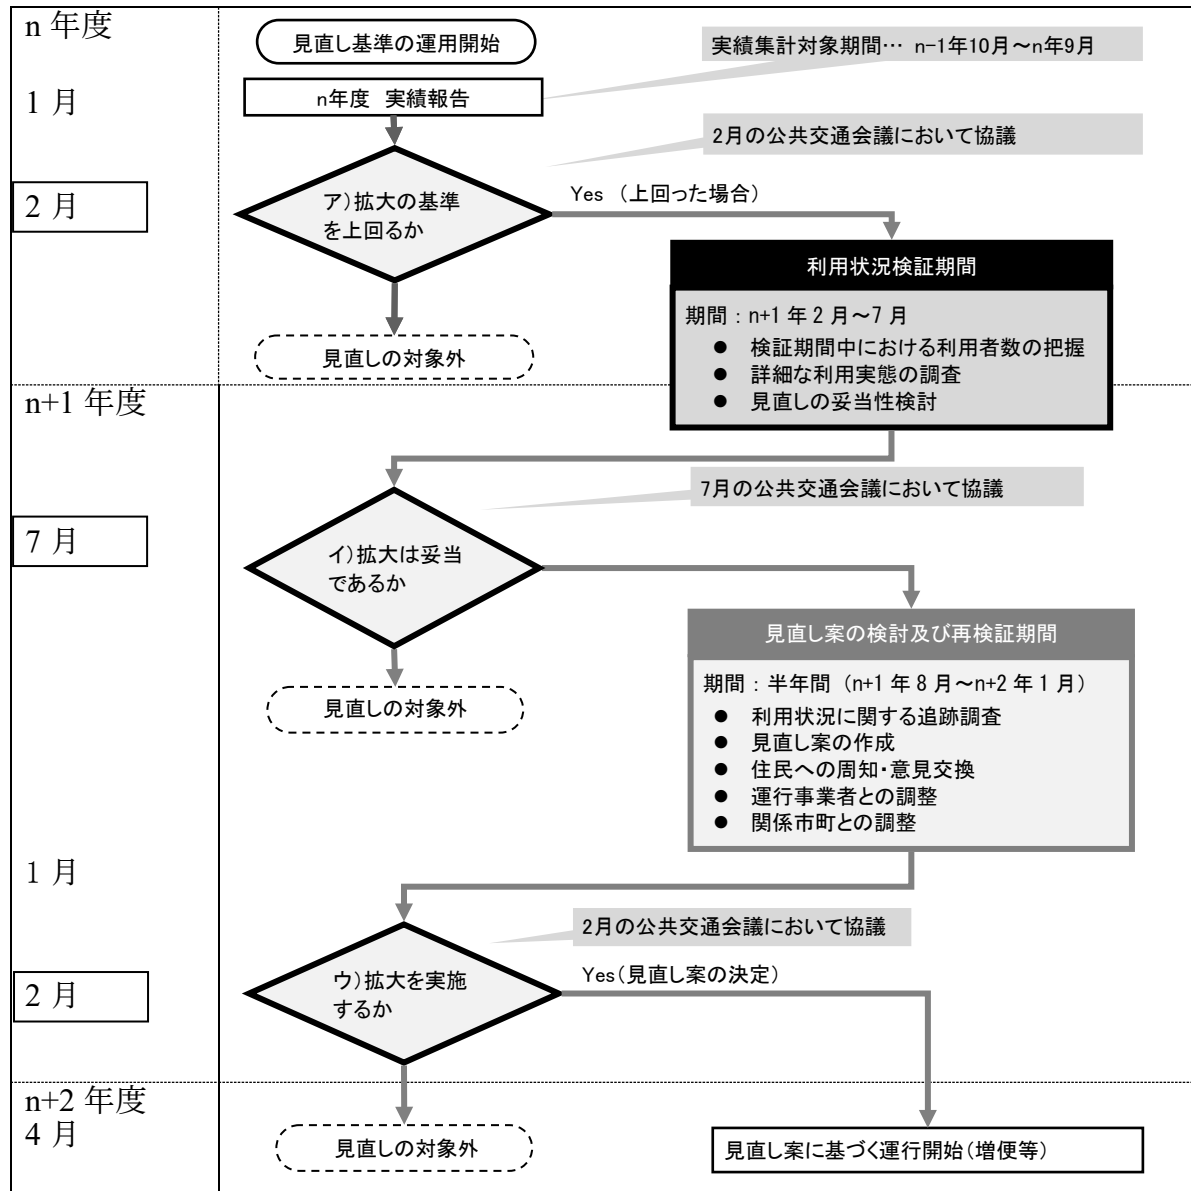 n 年度
見直し基準の運用開始
実績集計対象期間… n-1年10月～n年9月
1 月
n年度 実績報告
2月の公共交通会議において協議
2 月
ア）拡大の基準
を上回るか
Yes （上回った場合）
利用状況検証期間
期間：n+1 年 2 月～7 月
● 検証期間中における利用者数の把握
● 詳細な利用実態の調査
● 見直しの妥当性検討
見直しの対象外
n+1 年度
7月の公共交通会議において協議
7 月
イ）拡大は妥当
であるか
見直し案の検討及び再検証期間
期間：半年間（n+1 年 8 月～n+2 年 1 月）
● 利用状況に関する追跡調査
● 見直し案の作成
● 住民への周知・意見交換
● 運行事業者との調整
● 関係市町との調整
見直しの対象外
1 月
2月の公共交通会議において協議
2 月
ウ）拡大を実施
するか
Yes（見直し案の決定）
n+2 年度
4 月
見直しの対象外
見直し案に基づく運行開始（増便等）